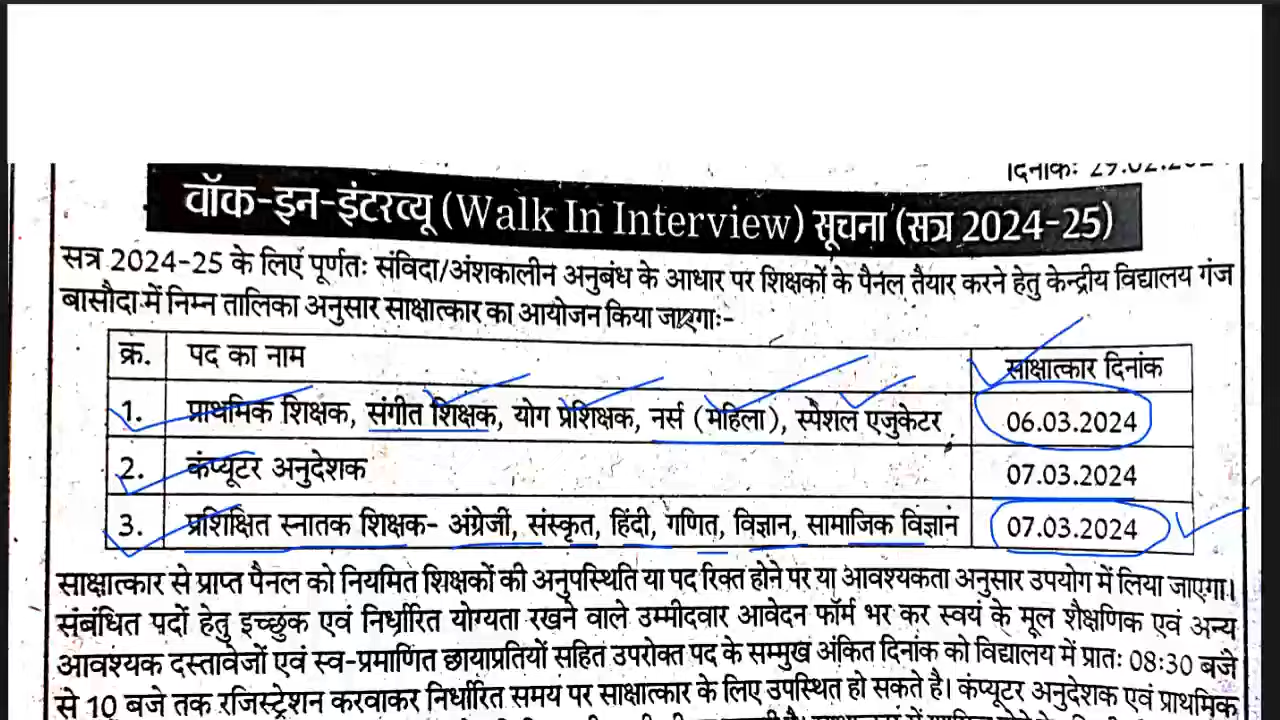 दिनांक: 29.02.202
वॉक-इन-इंटरव्यू (Walk In Interview) सूचना (सत्र 2024-25)
सत्र 2024-25 के लिए पूर्णतः संविदा/अंशकालीन अनुबंध के आधार पर शिक्षकों के पैनल तैयार करने हेतु केन्द्रीय विद्यालय गंज
बासौदा में निम्न तालिका अनुसार साक्षात्कार का आयोजन किया जाएगाः-
क्र. पद का नाम साक्षात्कार दिनांक
1. प्राथमिक शिक्षक, संगीत शिक्षक, योग प्रशिक्षक, नर्स (महिला), स्पैशल एजुकेटर 06.03.2024
2. कंप्यूटर अनुदेशक 07.03.2024
3. प्रशिक्षित स्नातक शिक्षक- अंग्रेजी, संस्कृत, हिंदी, गणित, विज्ञान, सामाजिक विज्ञान 07.03.2024
साक्षात्कार से प्राप्त पैनल को नियमित शिक्षकों की अनुपस्थिति या पद रिक्त होने पर या आवश्यकता अनुसार उपयोग में लिया जाएगा।
संबंधित पदों हेतु इच्छुक एवं निर्धारित योग्यता रखने वाले उम्मीदवार आवेदन फॉर्म भर कर स्वयं के मूल शैक्षणिक एवं अन्य
आवश्यक दस्तावेजों एवं स्व-प्रमाणित छायाप्रतियों सहित उपरोक्त पद के सम्मुख अंकित दिनांक को विद्यालय में प्रातः 08:30 बजे
से 10 बजे तक रजिस्ट्रेशन करवाकर निर्धारित समय पर साक्षात्कार के लिए उपस्थित हो सकते है। कंप्यूटर अनुदेशक एवं प्राथमिक